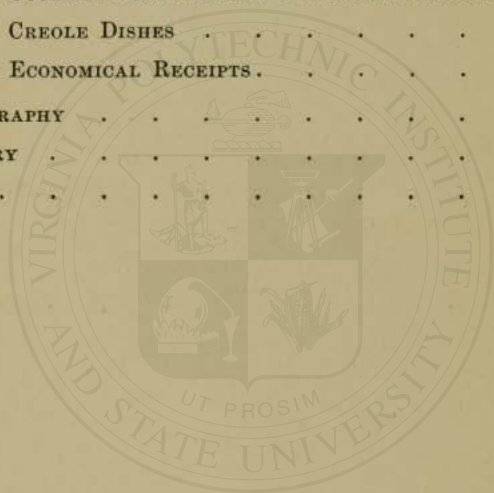 CREOLE DISHES . . . . . .
ECONOMICAL RECEIPTS . . . . .
RAPHY . . . . . . . .
RY . . . . . . . . .
. . . . . . . . . .
VIRGINIA POLYTECHNIC INSTITUTE
AND STATE UNIVERSITY
UT PROSIM